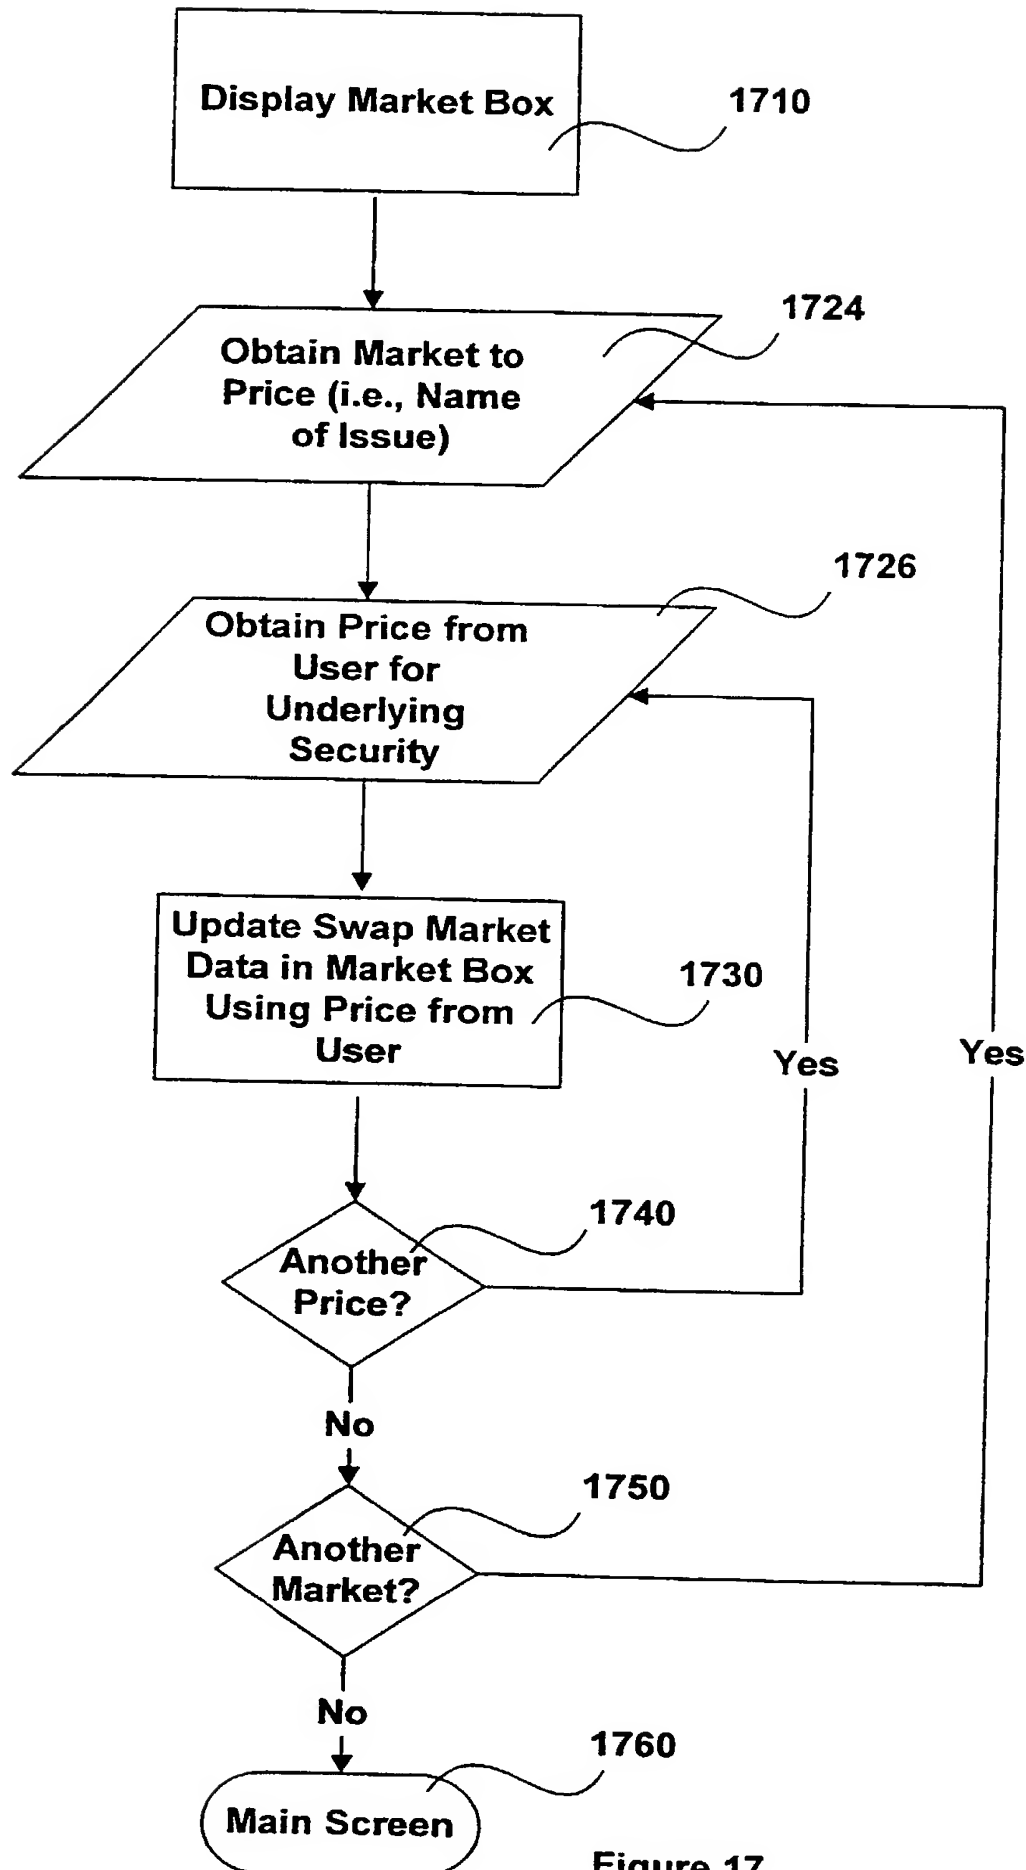 Display Market Box
1710
1724
Obtain Market to
Price (i.e., Name
of Issue)
1726
Obtain Price from
User for
Underlying
Security
Update Swap Market
Data in Market Box
Using Price from
User
1730
Yes
Yes
1740
Another
Price?
No
1750
Another
Market?
No
1760
Main Screen
Figure 17